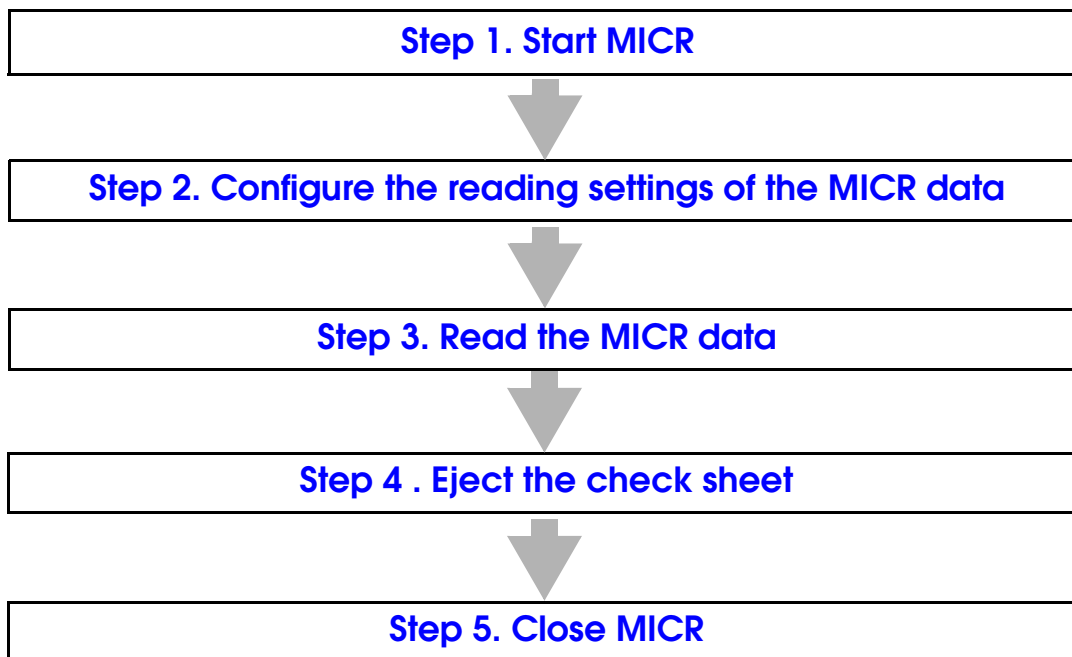 Step 1. Start MICR
Step 2. Configure the reading settings of the MICR data
Step 3. Read the MICR data
Step 4 . Eject the check sheet
Step 5. Close MICR